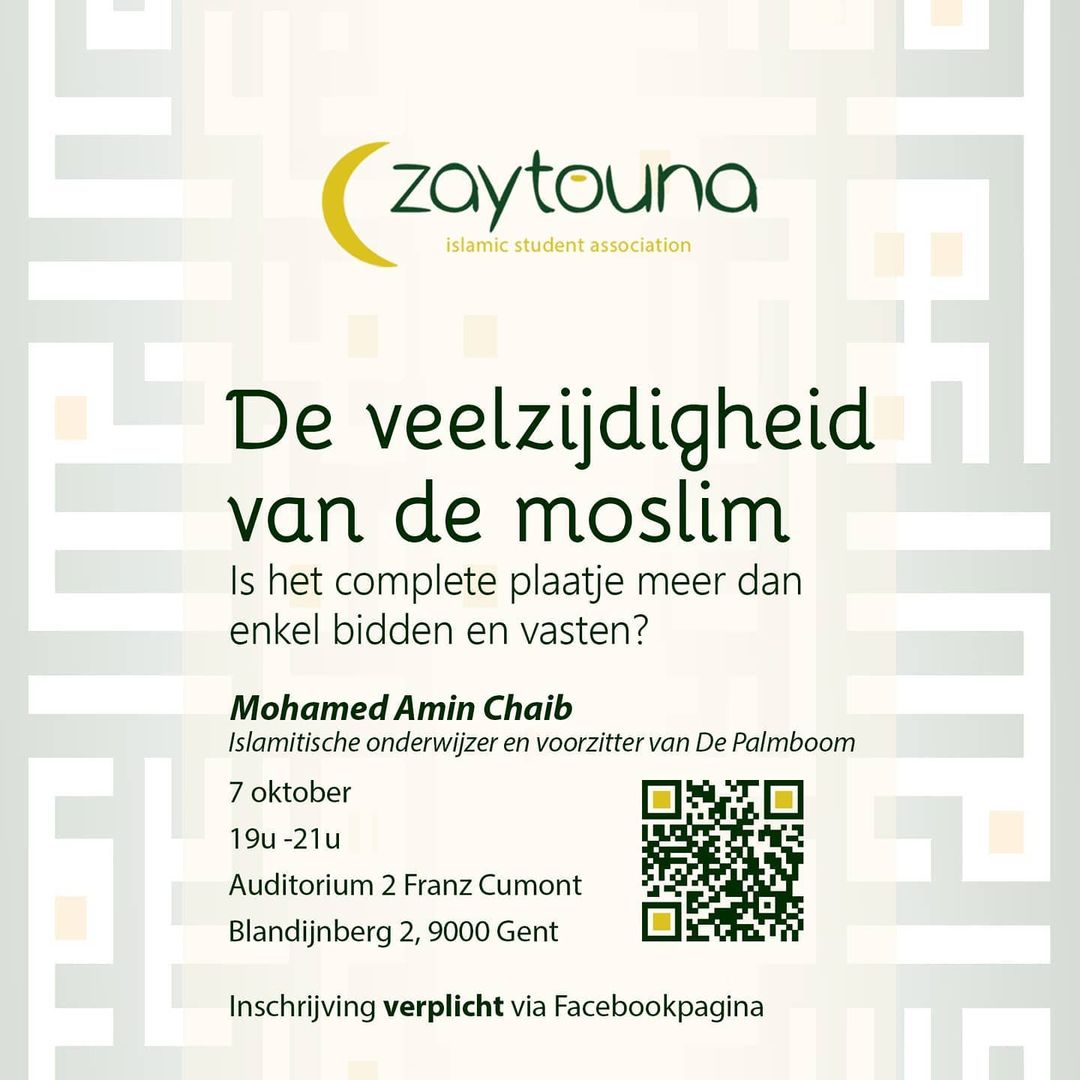 zaytouna
islamic student association
De veelzijdigheid
van de moslim
Is het complete plaatje meer dan
enkel bidden en vasten?
Mohamed Amin Chaib
Islamitische onderwijzer en voorzitter van De Palmboom
7 oktober
19u -21u
Auditorium 2 Franz Cumont
Blandijnberg 2, 9000 Gent
Inschrijving verplicht via Facebookpagina